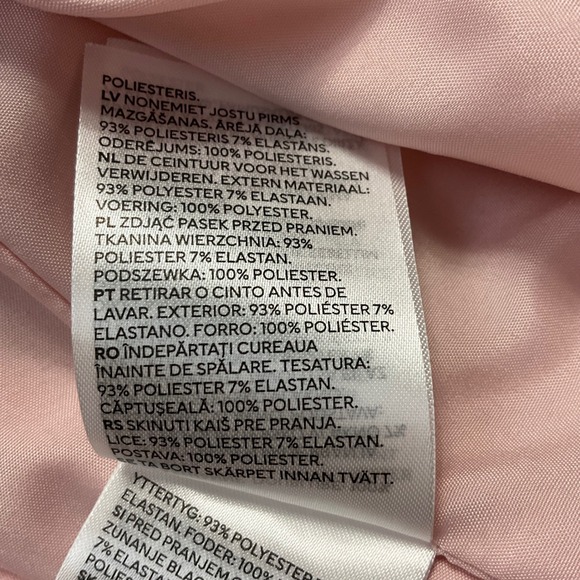 POLIESTERIS.
LV NONEMIET JOSTU PIRMS
MAZGĀŠANAS. ĀRĒJĀ DAĻA:
93% POLIESTERIS 7% ELASTĀNS.
ODERĒJUMS: 100% POLIESTERIS.
NL DE CEINTUUR VOOR HET WASSEN
VERWIJDEREN. EXTERN MATERIAAL:
93% POLYESTER 7% ELASTAAN.
VOERING: 100% POLYESTER.
PL ZDJĄĆ PASEK PRZED PRANIEM.
TKANINA WIERZCHNIA: 93%
POLIESTER 7% ELASTAN.
PODSZEWKA: 100% POLIESTER.
PT RETIRAR O CINTO ANTES DE
LAVAR. EXTERIOR: 93% POLIÉSTER 7%
ELASTANO. FORRO: 100% POLIÉSTER.
RO ÎNDEPĂRTAȚI CUREAUA
ÎNAINTE DE SPĂLARE. ȚESATURA:
93% POLIESTER 7% ELASTAN.
CĂPTUȘEALĂ: 100% POLIESTER.
RS SKINUTI KAIŠ PRE PRANJA.
LICE: 93% POLIESTER 7% ELASTAN.
POSTAVA: 100% POLIESTER.
TA BORT SKÄRPET INNAN TVÄTT.
YTTERTYG: 93% POLYESTER
ELASTAN. FODER: 100%
SI PRED PRANJEM
ZUNANJE
7% ELAST
POLIEST
SK